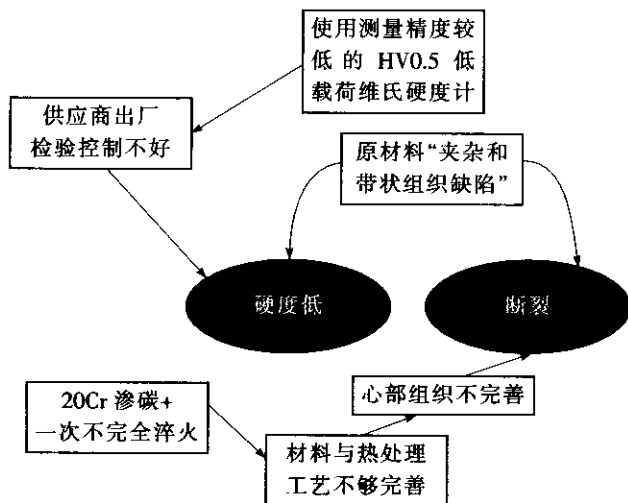 使用测量精度较
低的 HV0.5 低
载荷维氏硬度计
供应商出厂
检验控制不好
原材料“夹杂和
带状组织缺陷”
硬度低
断裂
心部组织不完善
20Cr 渗碳+
一次不完全淬火
材料与热处理
工艺不够完善